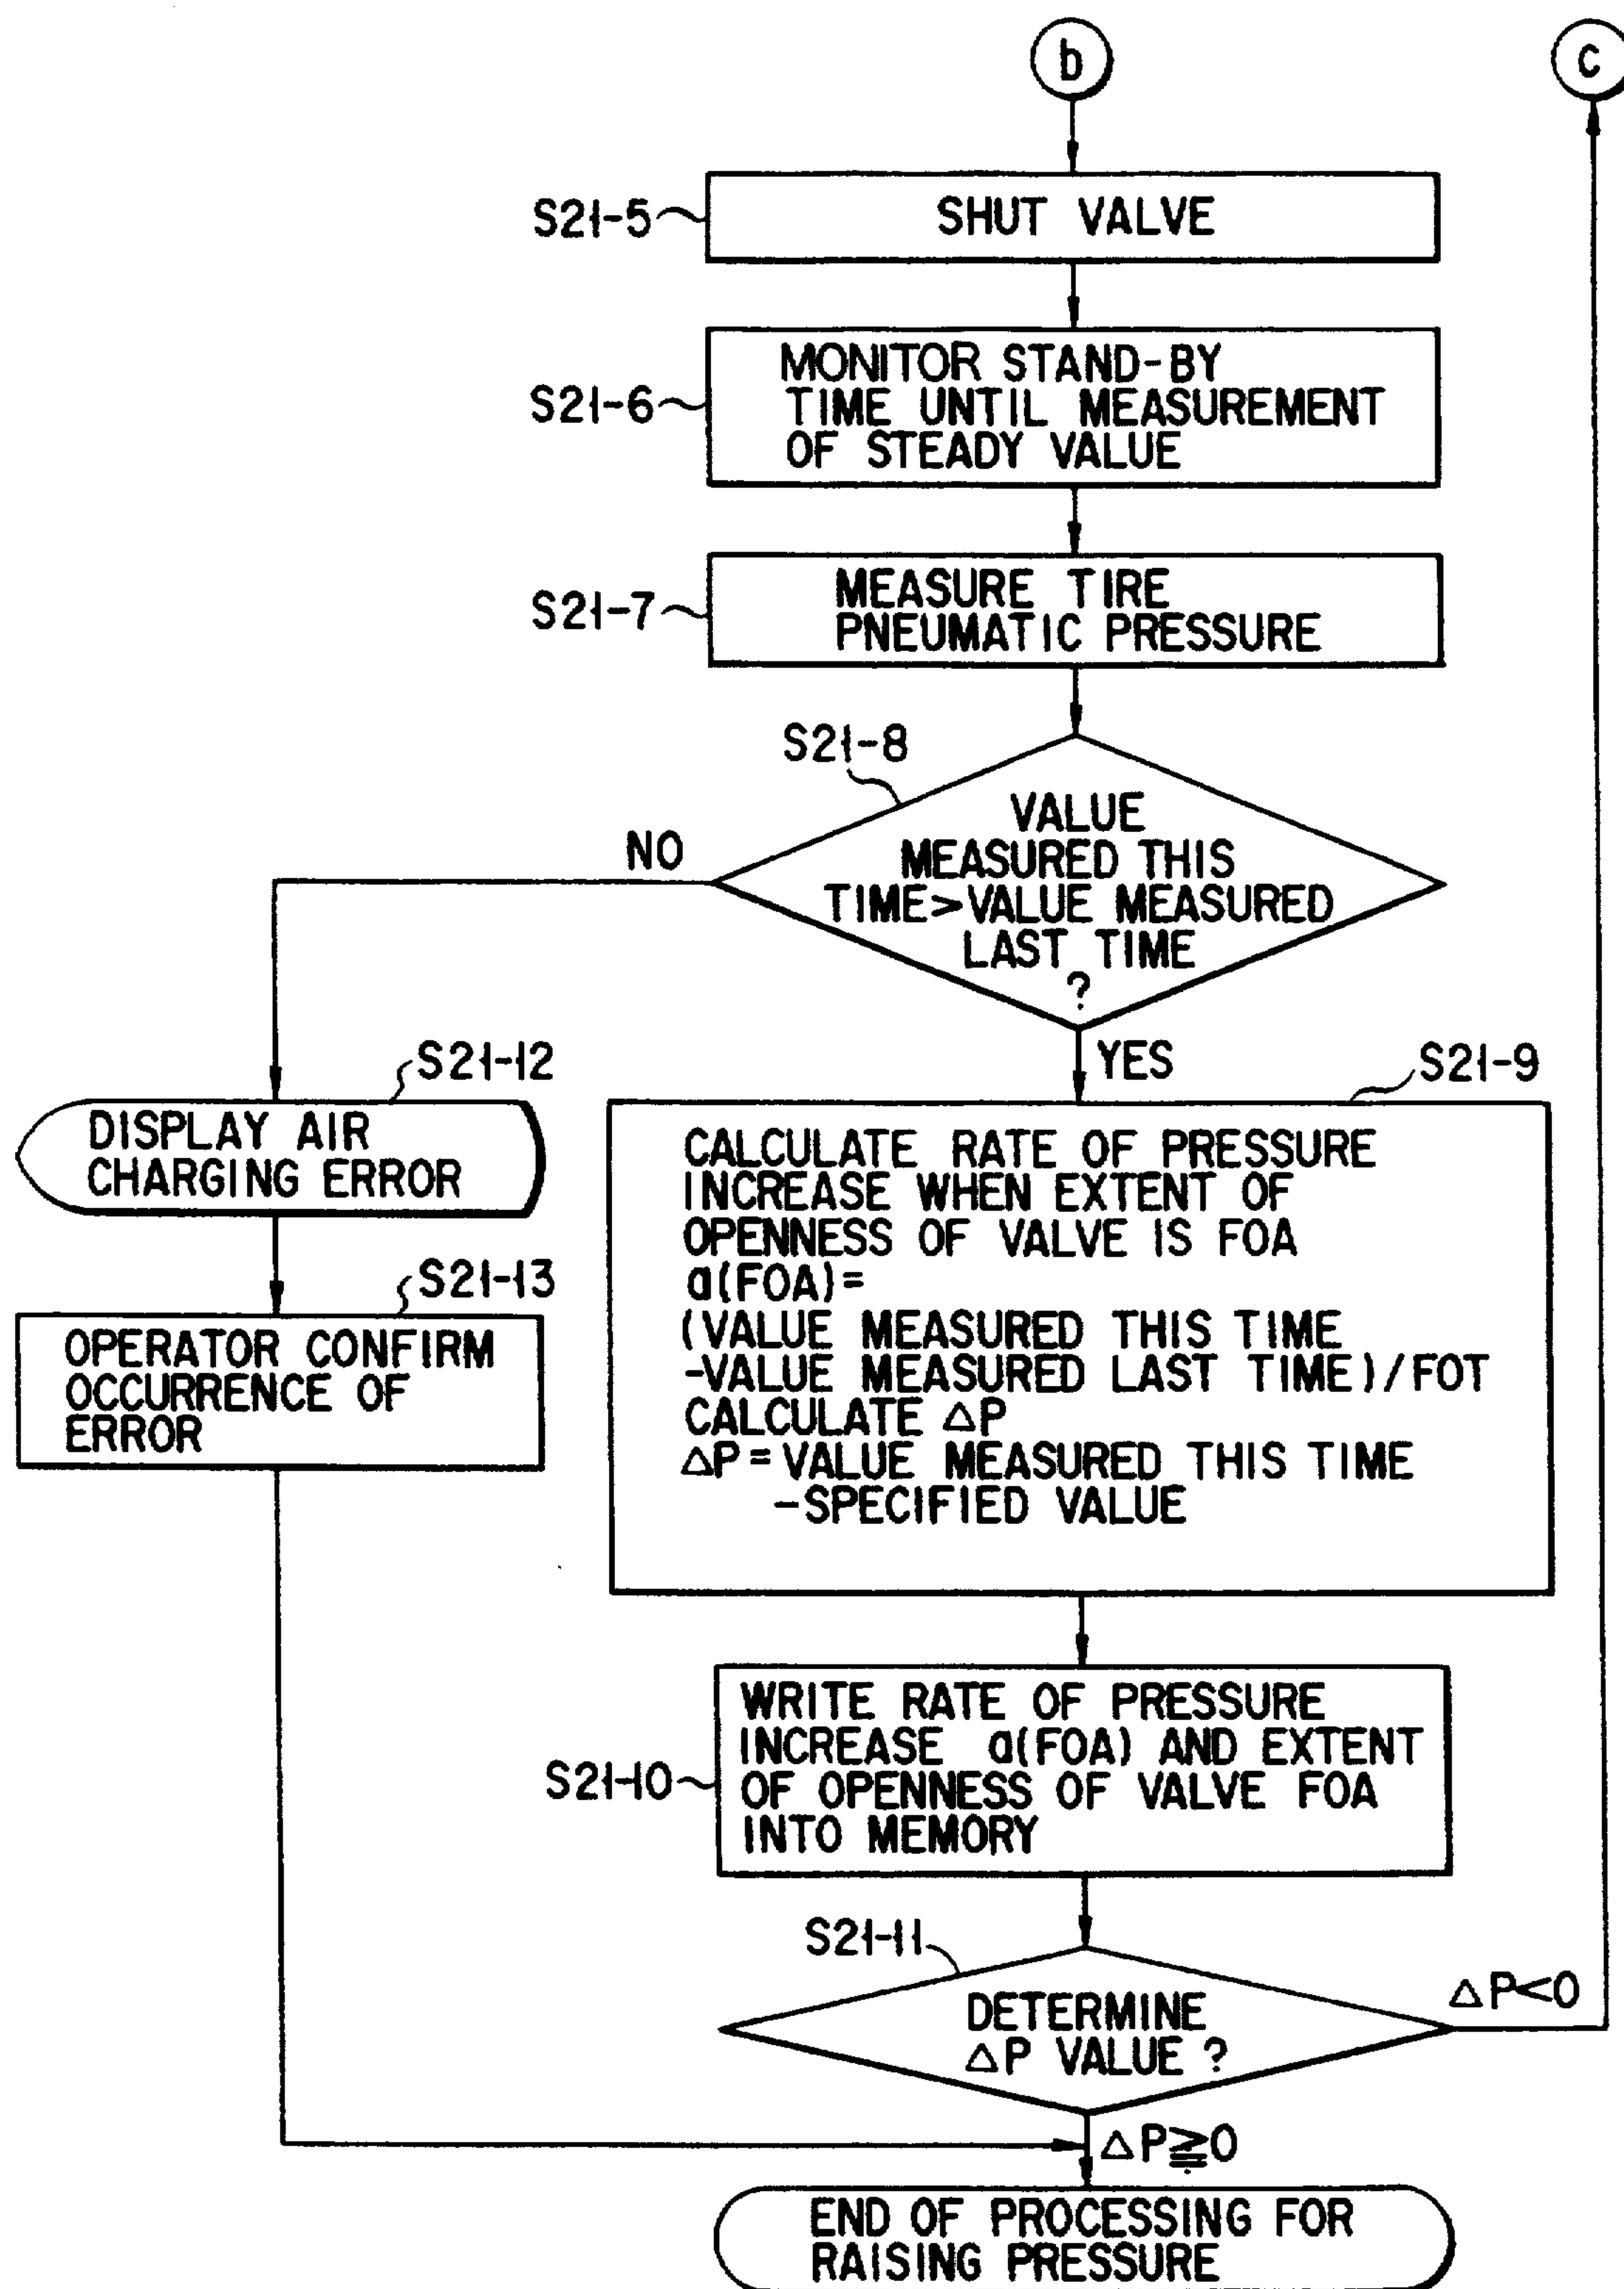 b
c
S21-5
SHUT VALVE
S21-6
MONITOR STAND-BY
TIME UNTIL MEASUREMENT
OF STEADY VALUE
S21-7
MEASURE TIRE
PNEUMATIC PRESSURE
S21-8
VALUE
MEASURED THIS
TIME>VALUE MEASURED
LAST TIME
?
NO
YES
S21-12
DISPLAY AIR
CHARGING ERROR
S21-13
OPERATOR CONFIRM
OCCURRENCE OF
ERROR
S21-9
CALCULATE RATE OF PRESSURE
INCREASE WHEN EXTENT OF
OPENNESS OF VALVE IS FOA
a(FOA)=
(VALUE MEASURED THIS TIME
-VALUE MEASURED LAST TIME)/FOT
CALCULATE △P
△P=VALUE MEASURED THIS TIME
-SPECIFIED VALUE
S21-10
WRITE RATE OF PRESSURE
INCREASE a(FOA) AND EXTENT
OF OPENNESS OF VALVE FOA
INTO MEMORY
S21-11
DETERMINE
△P VALUE ?
△P<0
△P≧0
END OF PROCESSING FOR
RAISING PRESSURE